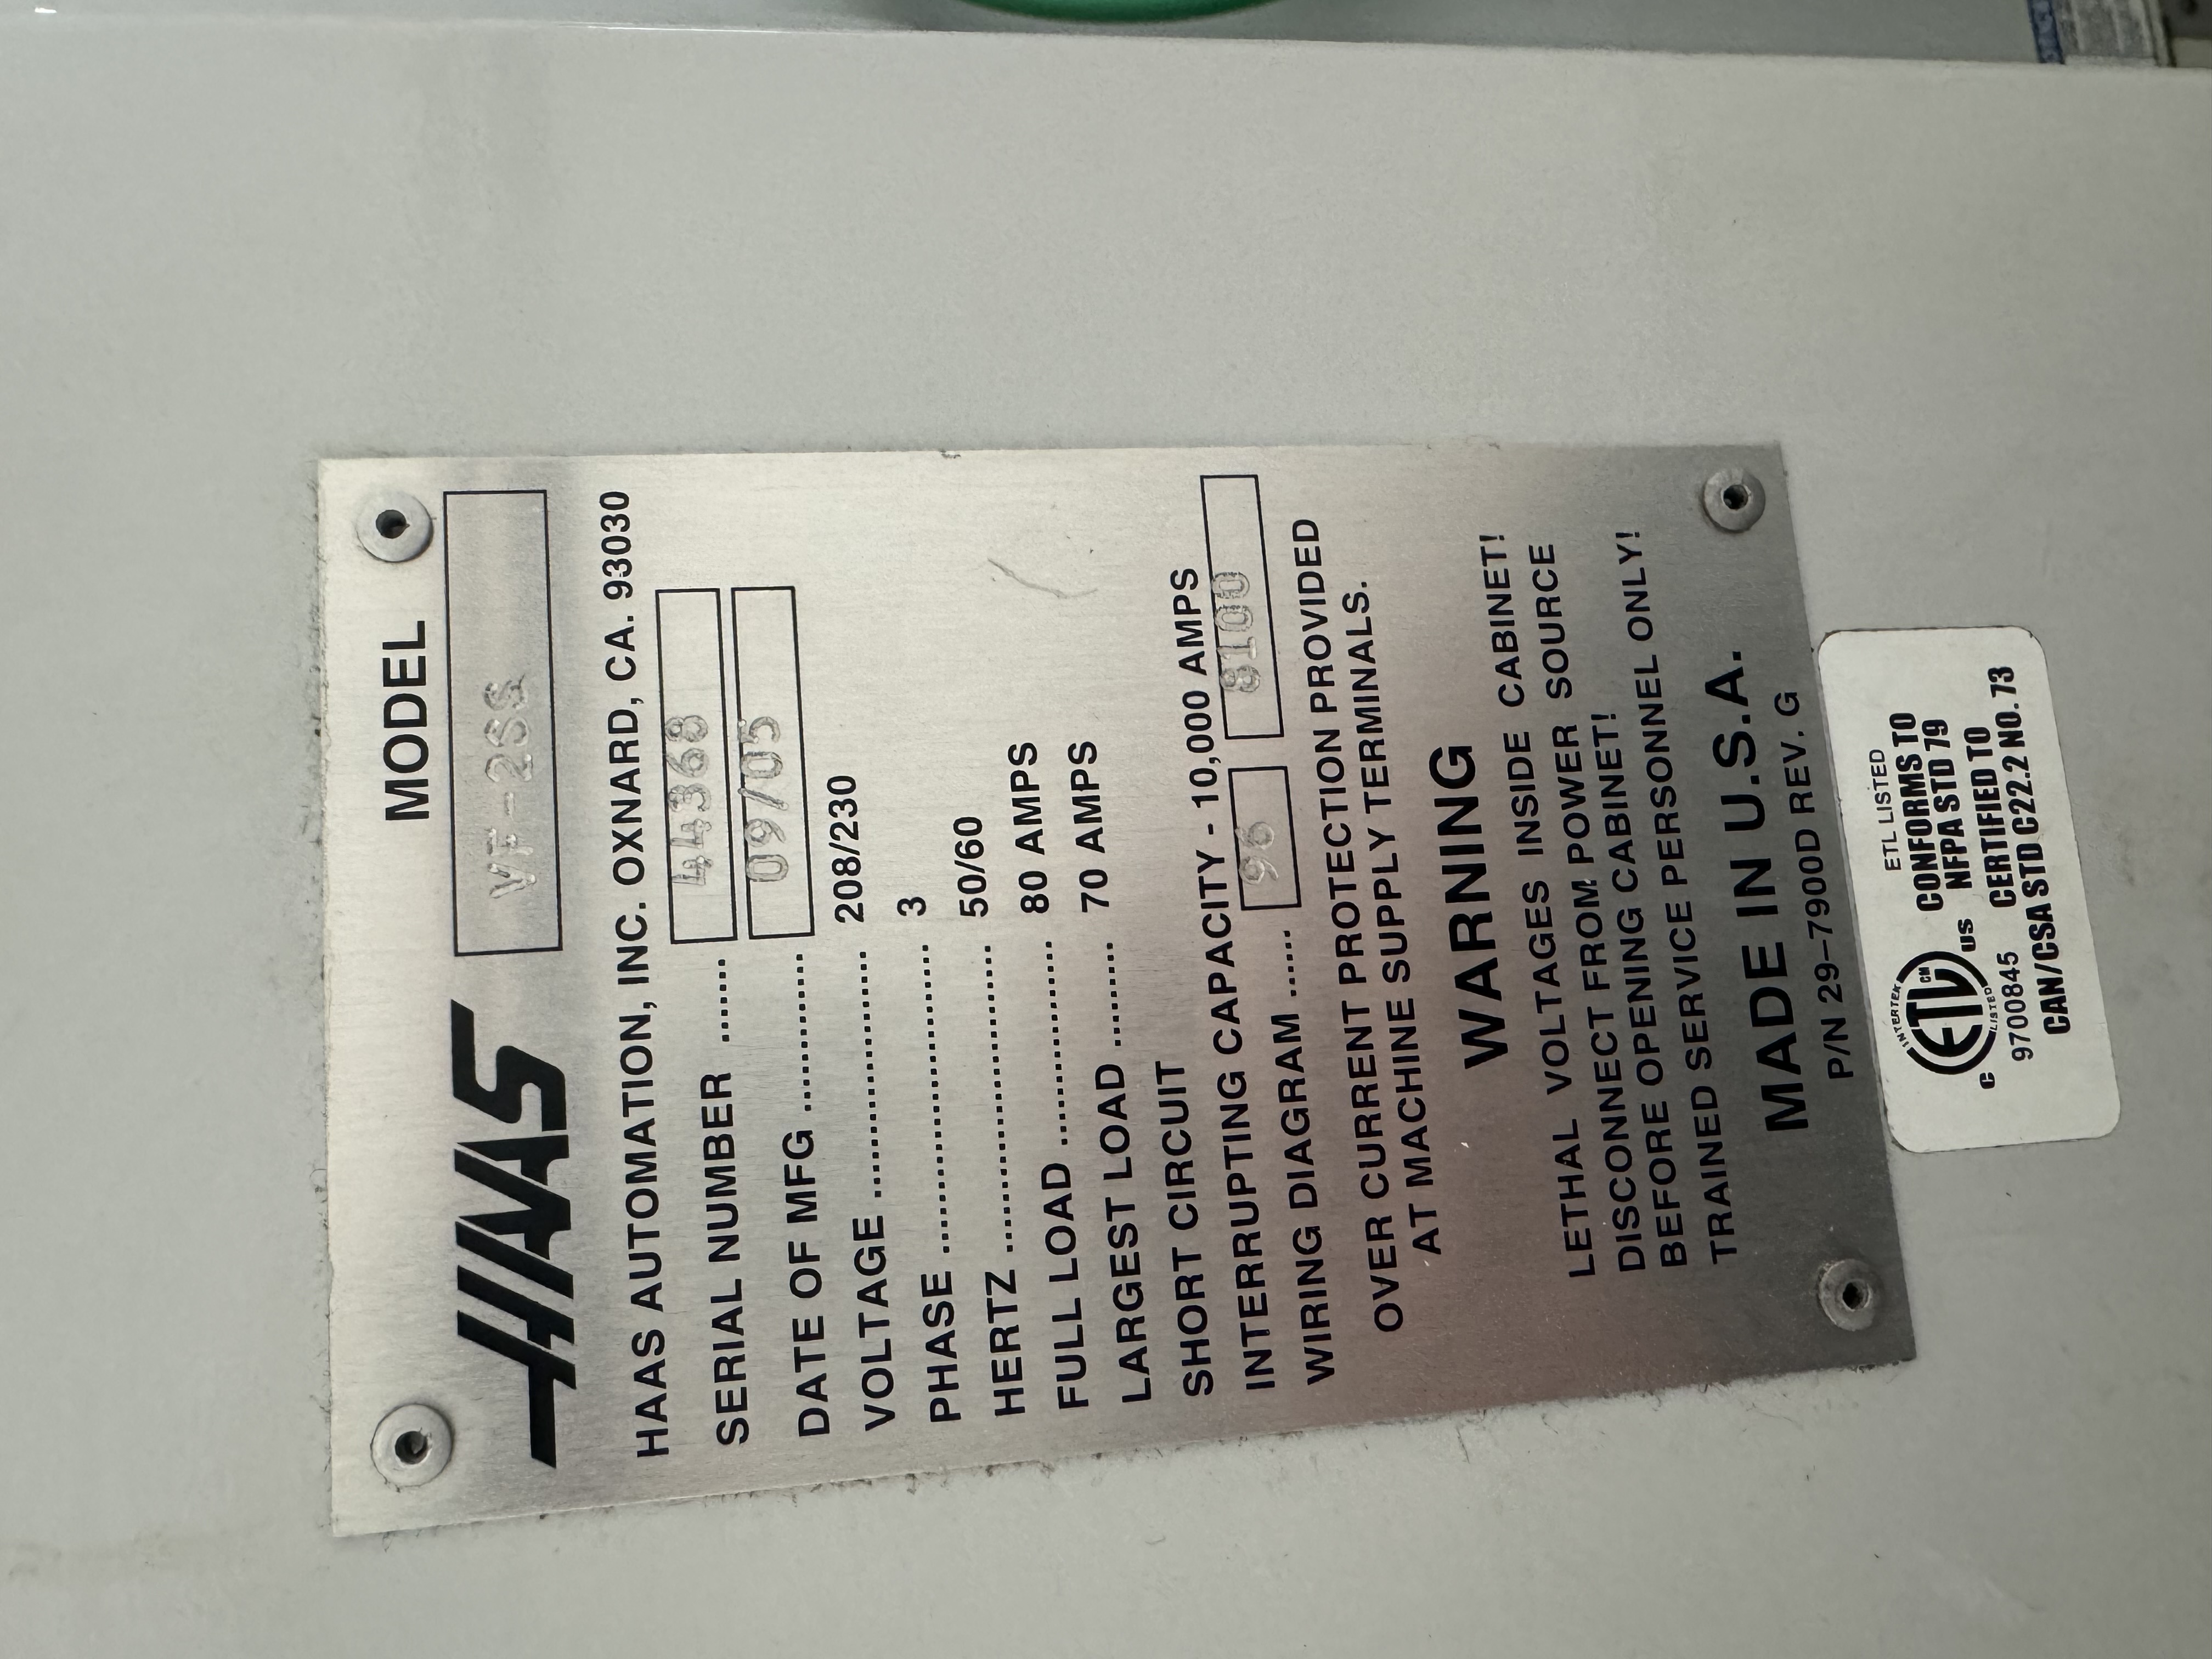 HAAS
MODEL
VF-2SS
HAAS AUTOMATION, INC. OXNARD, CA. 93030
SERIAL NUMBER ....... 44368
DATE OF MFG ............. 09/05
VOLTAGE ......................... 208/230
PHASE ............................... 3
HERTZ ............................... 50/60
FULL LOAD ..................... 80 AMPS
LARGEST LOAD .......... 70 AMPS
SHORT CIRCUIT
INTERRUPTING CAPACITY - 10,000 AMPS
WIRING DIAGRAM ...... 96 8100
OVER CURRENT PROTECTION PROVIDED
AT MACHINE SUPPLY TERMINALS.
WARNING
LETHAL VOLTAGES INSIDE CABINET!
DISCONNECT FROM POWER SOURCE
BEFORE OPENING CABINET!
TRAINED SERVICE PERSONNEL ONLY!
MADE IN U.S.A.
P/N 29-7900D REV. G
ETL LISTED
CONFORMS TO
NFPA STD 79
CERTIFIED TO
CAN/CSA STD C22.2 NO. 73
INTERTEK
C ETL CM US
LISTED
9700845